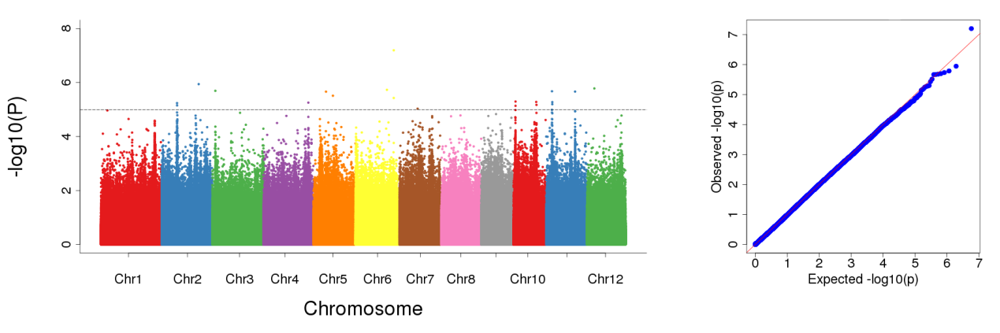 -log10(P)
8
6
4
2
0
Chr1 Chr2 Chr3 Chr4 Chr5 Chr6 Chr7 Chr8 Chr10 Chr12
Chromosome
Observed -log10(p)
7
6
5
4
3
2
1
0
0 1 2 3 4 5 6 7
Expected -log10(p)